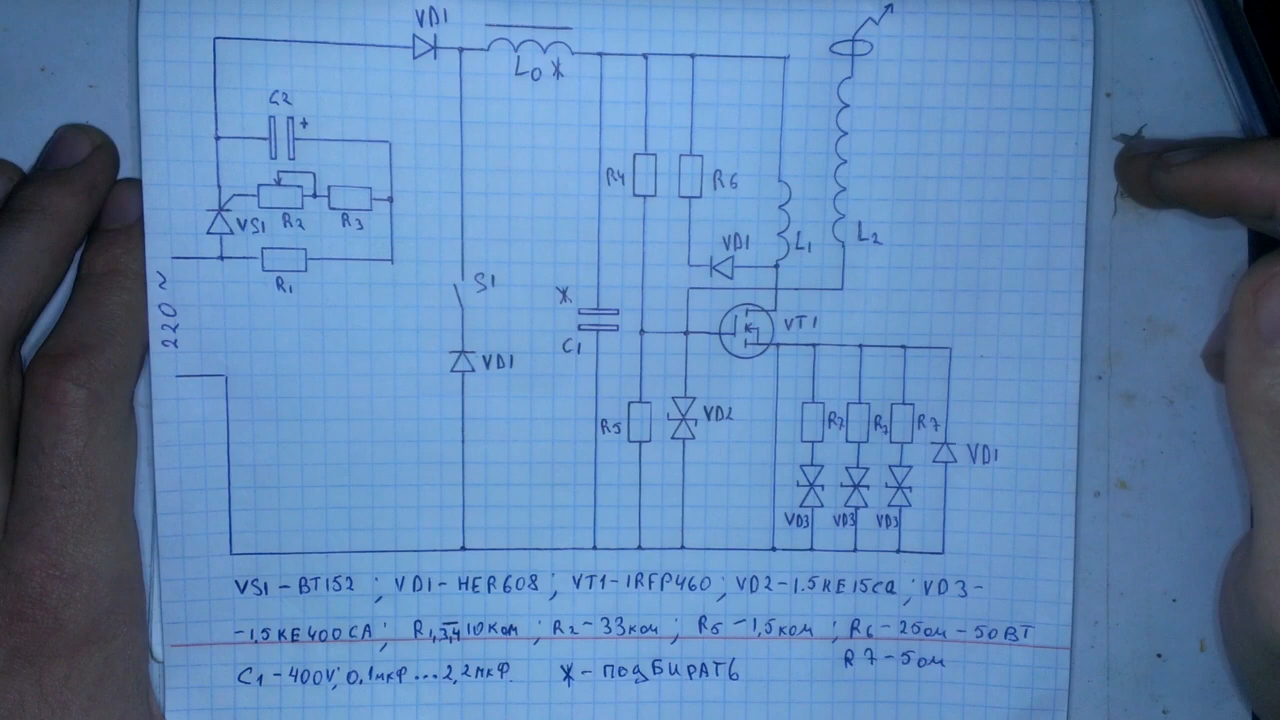 VD1
L0 *
C2
+
R4
R6
VS1
R2
R3
VD1
L1
L2
R1
S1
*
VT1
220 ~
C1
VD1
R5
VD2
R7
R7
R7
VD1
VD3
VD3
VD3
VS1-BT152 ; VD1-HER608 ; VT1-IRFP460 ; VD2-1.5KE15CA ; VD3-
-1,5KE400CA ; R1,3,4 10ком ; R2-33ком ; R5-1,5ком ; R6-25ом-50Вт
R7-5ом
C1-400V; 0,1мкф...2,2мкф. *-подБИРАТЬ